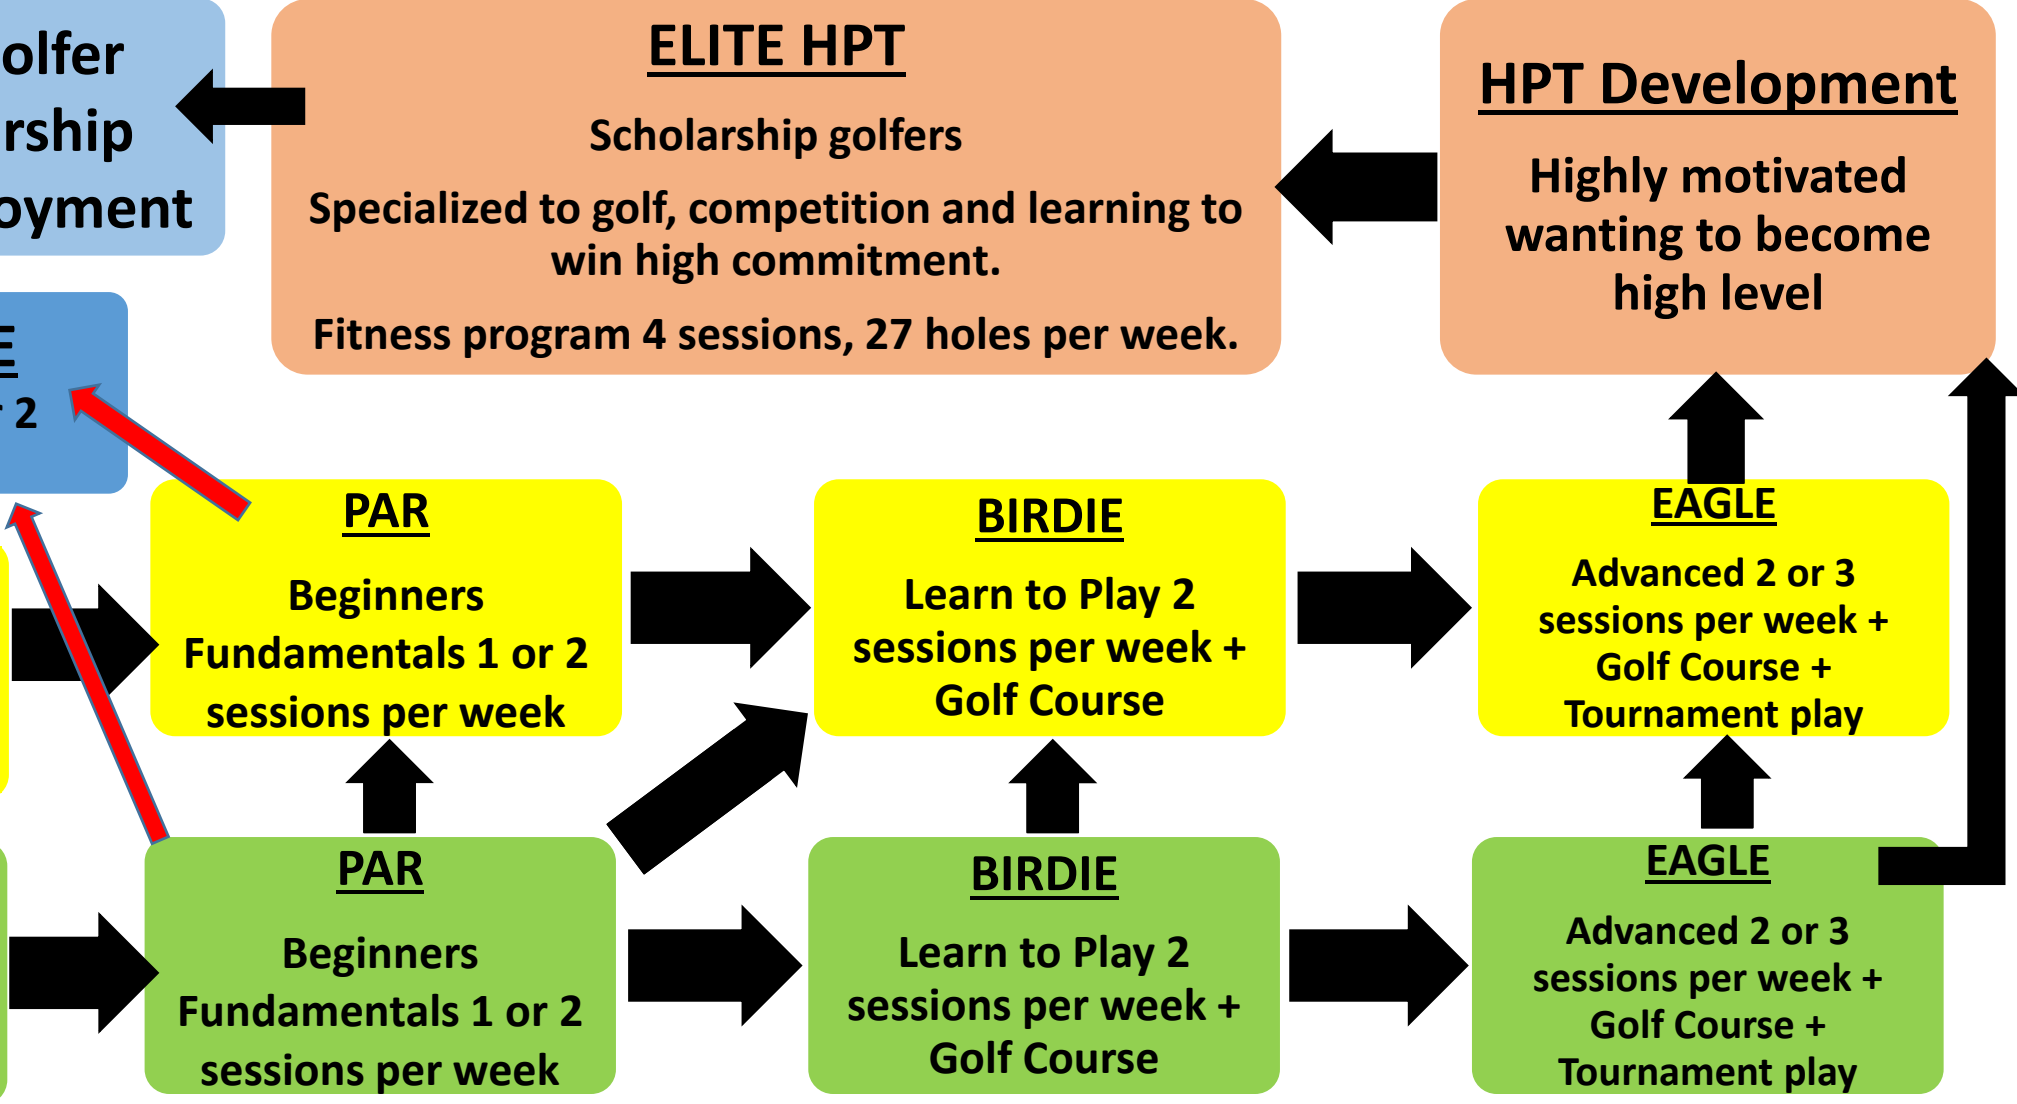 ELITE HPT
Scholarship golfers
Specialized to golf, competition and learning to
win high commitment.
Fitness program 4 sessions, 27 holes per week.
HPT Development
Highly motivated
wanting to become
high level
2
PAR
Beginners
Fundamentals 1 or 2
sessions per week
BIRDIE
Learn to Play 2
sessions per week +
Golf Course
EAGLE
Advanced 2 or 3
sessions per week +
Golf Course +
Tournament play
PAR
Beginners
Fundamentals 1 or 2
sessions per week
BIRDIE
Learn to Play 2
sessions per week +
Golf Course
EAGLE
Advanced 2 or 3
sessions per week +
Golf Course +
Tournament play